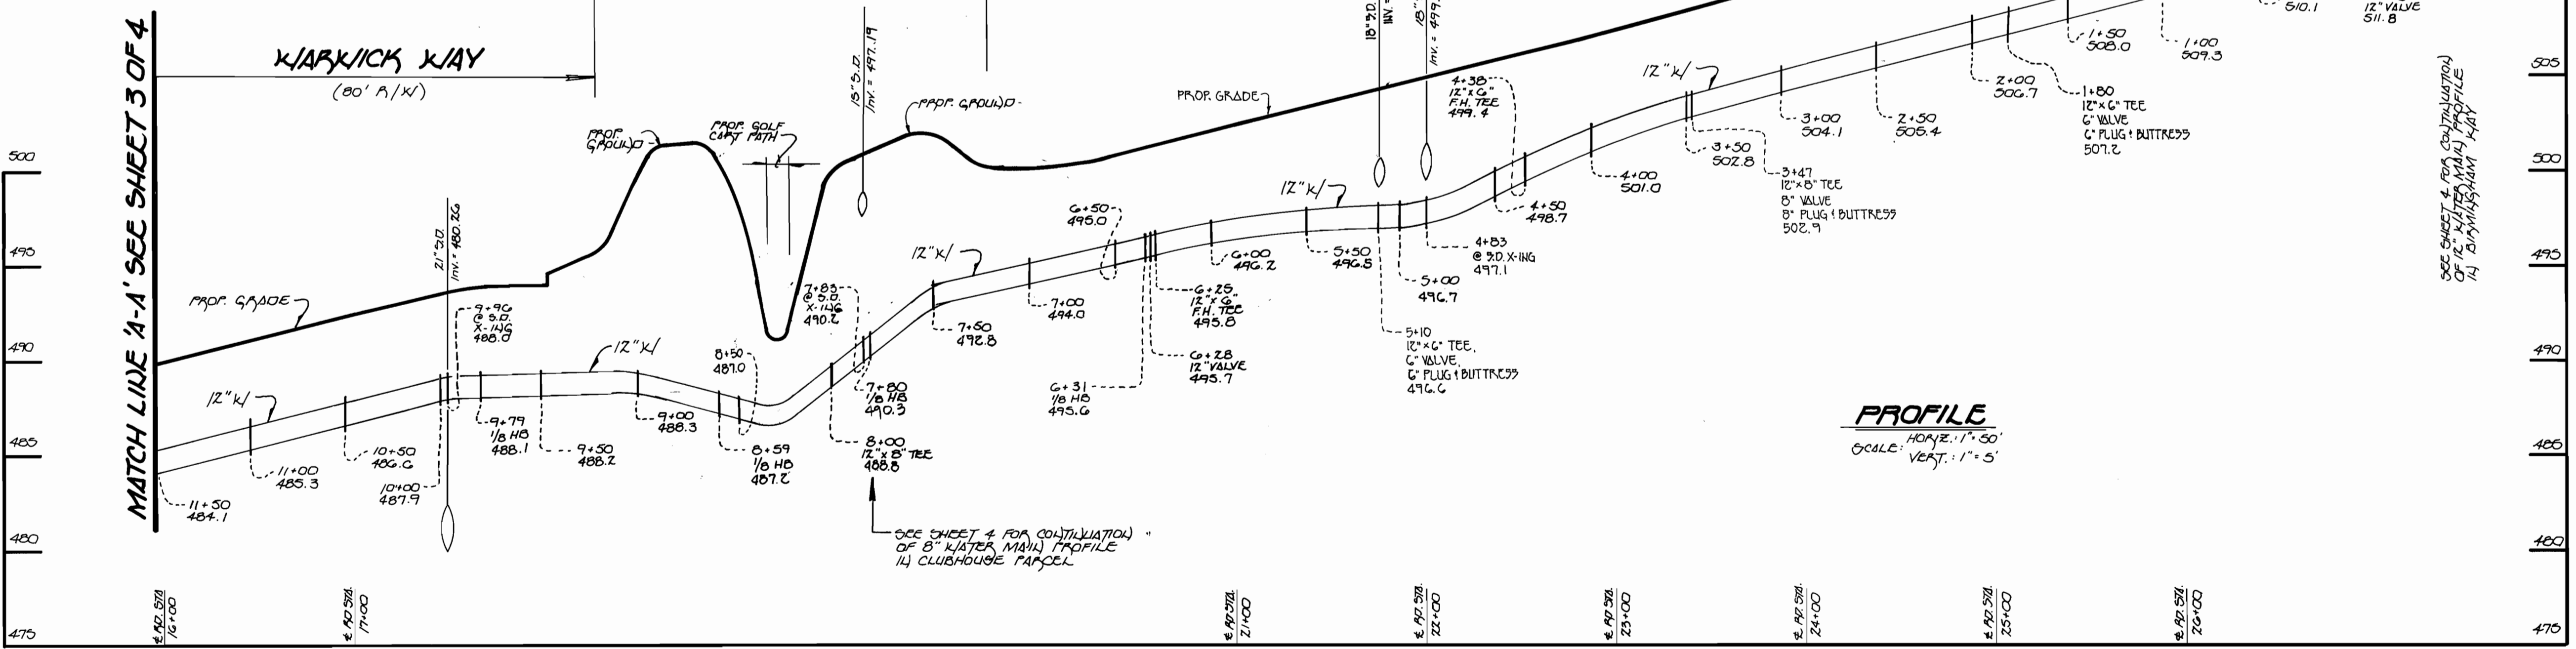 MATCH LINE 'A-A' SEE SHEET 3 OF 4
WARWICK WAY
(80' R/W)
500
495
490
485
480
475
PROP. GRADE
21" S.D.
INV. = 480.26
PROP.
GROUND
PROP. GOLF
CART PATH
INV. = 497.19
PROP. GROUND
PROP. GRADE
18" S.D.
INV. =
18"
INV. = 499.
12" W
11+50
484.1
11+00
485.3
10+50
486.6
10+00
487.9
9+96
@ S.D.
X-ING
488.0
9+79
1/8 HB
488.1
9+50
488.2
12" W
9+00
488.3
8+59
1/8 HB
487.2
8+50
487.0
8+00
12" x 8" TEE
488.8
SEE SHEET 4 FOR CONTINUATION
OF 8" WATER MAIN PROFILE
IN CLUBHOUSE PARCEL
7+83
@ S.D.
X-ING
490.2
7+80
1/8 HB
490.3
12" W
7+50
492.8
7+00
494.0
6+50
495.0
6+31
1/8 HB
495.6
6+28
12" VALVE
495.7
6+25
12" x 6"
F.H. TEE
495.8
6+00
496.2
12" W
5+50
496.5
5+10
12" x 6" TEE,
6" VALVE,
6" PLUG & BUTTRESS
496.6
5+00
496.7
4+83
@ S.D. X-ING
497.1
4+50
498.7
4+38
12" x 6"
F.H. TEE
499.4
4+00
501.0
12" W
3+50
502.8
3+47
12" x 8" TEE
8" VALVE
8" PLUG & BUTTRESS
502.9
3+00
504.1
2+50
505.4
2+00
506.7
1+80
12" x 6" TEE
6" VALVE
6" PLUG & BUTTRESS
507.2
1+50
508.0
1+00
509.3
510.1
12" VALVE
511.8
SEE SHEET 4 FOR CONTINUATION
OF 12" WATER MAIN PROFILE
IN BIRMINGHAM WAY
505
500
495
490
485
480
475
PROFILE
SCALE: HORIZ.: 1" = 50'
VERT.: 1" = 5'
℄ RD. STA.
16+00
℄ RD. STA.
17+00
℄ RD. STA.
21+00
℄ RD. STA.
22+00
℄ RD. STA.
23+00
℄ RD. STA.
24+00
℄ RD. STA.
25+00
℄ RD. STA.
26+00